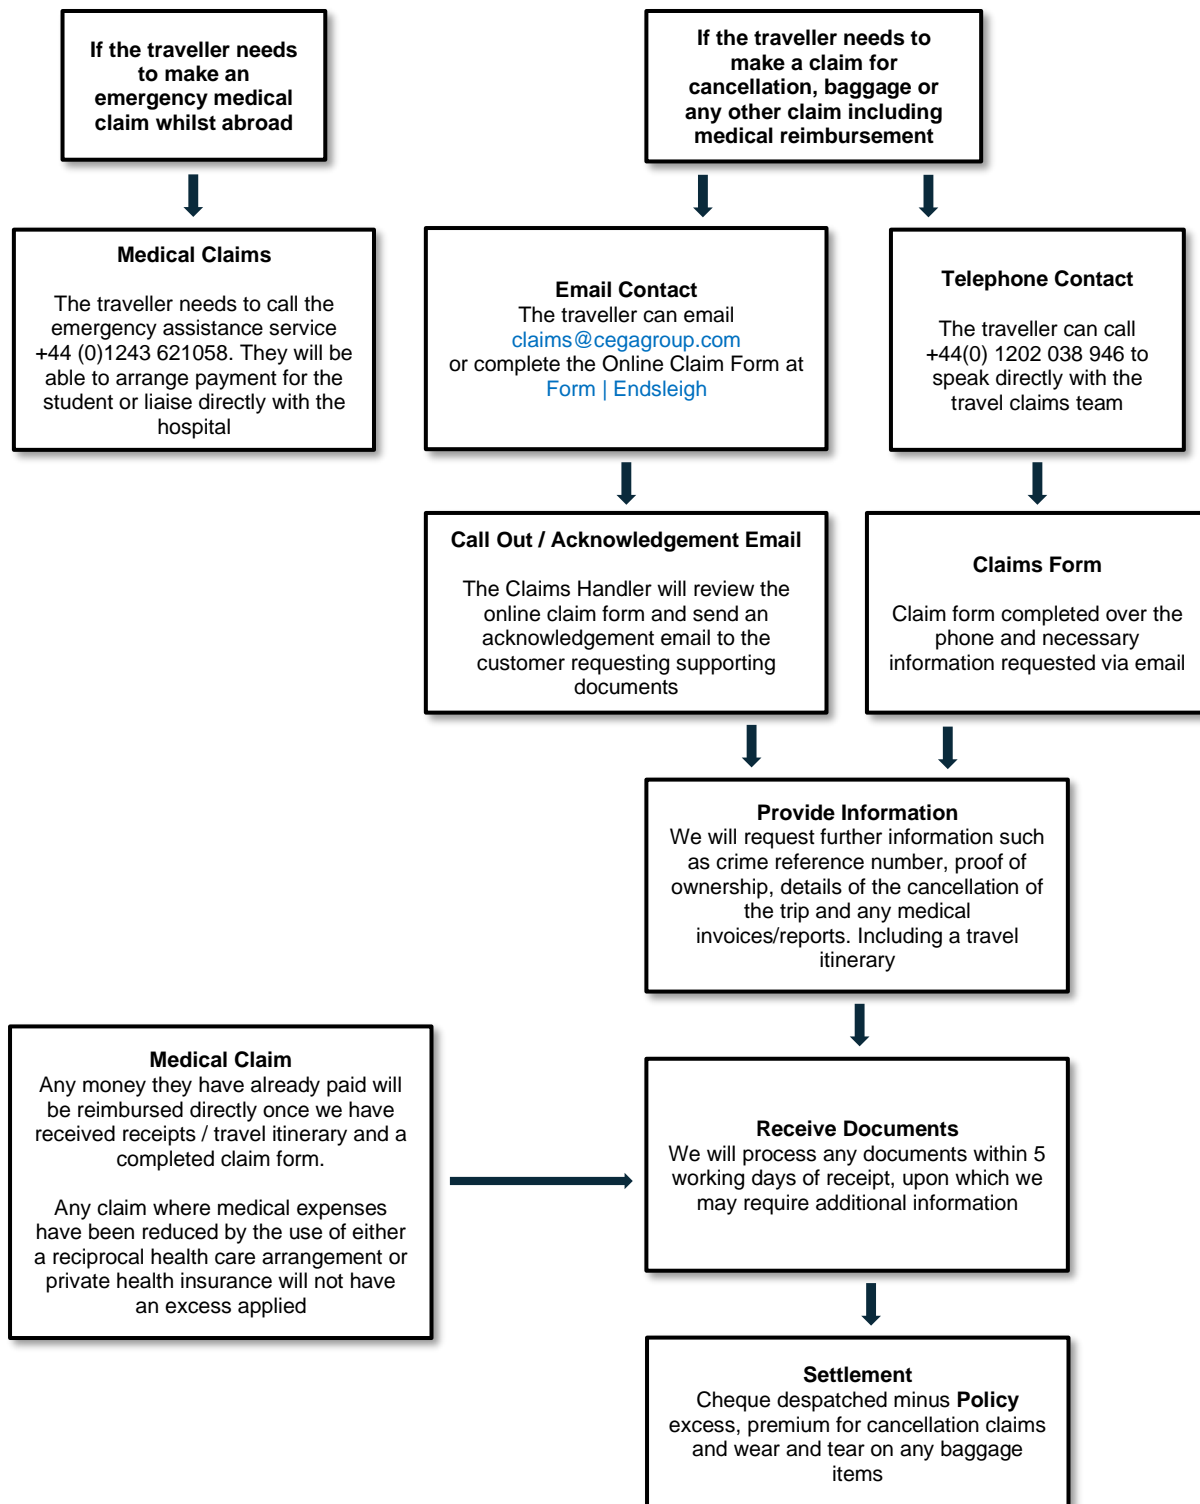 If the traveller needs
to make an
emergency medical
claim whilst abroad
If the traveller needs to
make a claim for
cancellation, baggage or
any other claim including
medical reimbursement
Medical Claims
The traveller needs to call the
emergency assistance service
+44 (0)1243 621058. They will be
able to arrange payment for the
student or liaise directly with the
hospital
Email Contact
The traveller can email
claims@cegagroup.com
or complete the Online Claim Form at
Form | Endsleigh
Telephone Contact
The traveller can call
+44(0) 1202 038 946 to
speak directly with the
travel claims team
Call Out / Acknowledgement Email
The Claims Handler will review the
online claim form and send an
acknowledgement email to the
customer requesting supporting
documents
Claims Form
Claim form completed over the
phone and necessary
information requested via email
Provide Information
We will request further information such
as crime reference number, proof of
ownership, details of the cancellation of
the trip and any medical
invoices/reports. Including a travel
itinerary
Medical Claim
Any money they have already paid will
be reimbursed directly once we have
received receipts / travel itinerary and a
completed claim form.
Any claim where medical expenses
have been reduced by the use of either
a reciprocal health care arrangement or
private health insurance will not have
an excess applied
Receive Documents
We will process any documents within 5
working days of receipt, upon which we
may require additional information
Settlement
Cheque despatched minus Policy
excess, premium for cancellation claims
and wear and tear on any baggage
items